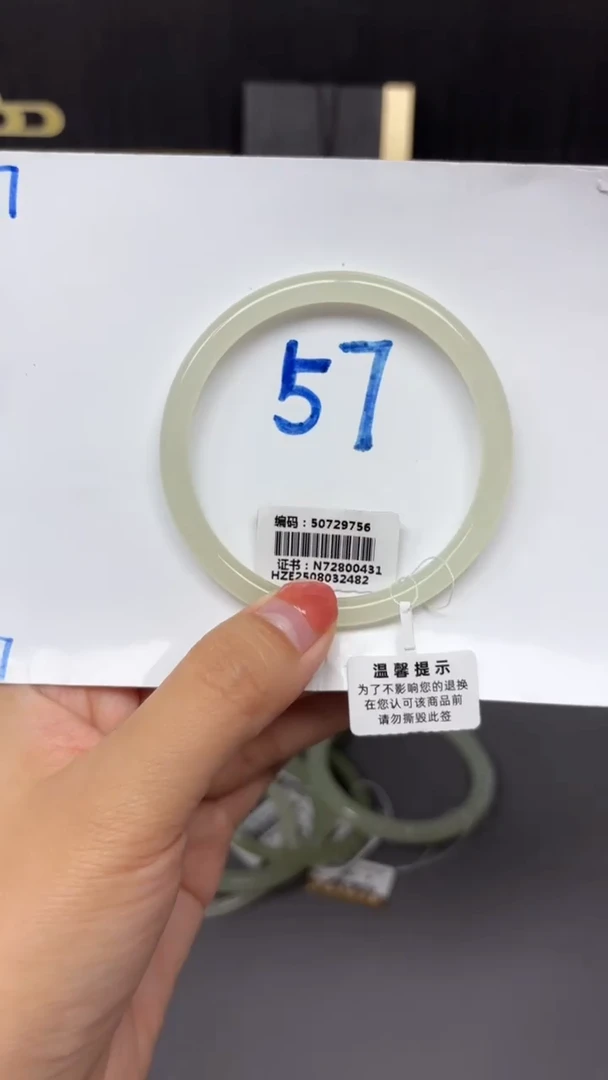 57
编码：50729756
证书：N72800431
HZE2508032482
温馨提示
为了不影响您的退换
在您认可该商品前
请勿撕毁此签